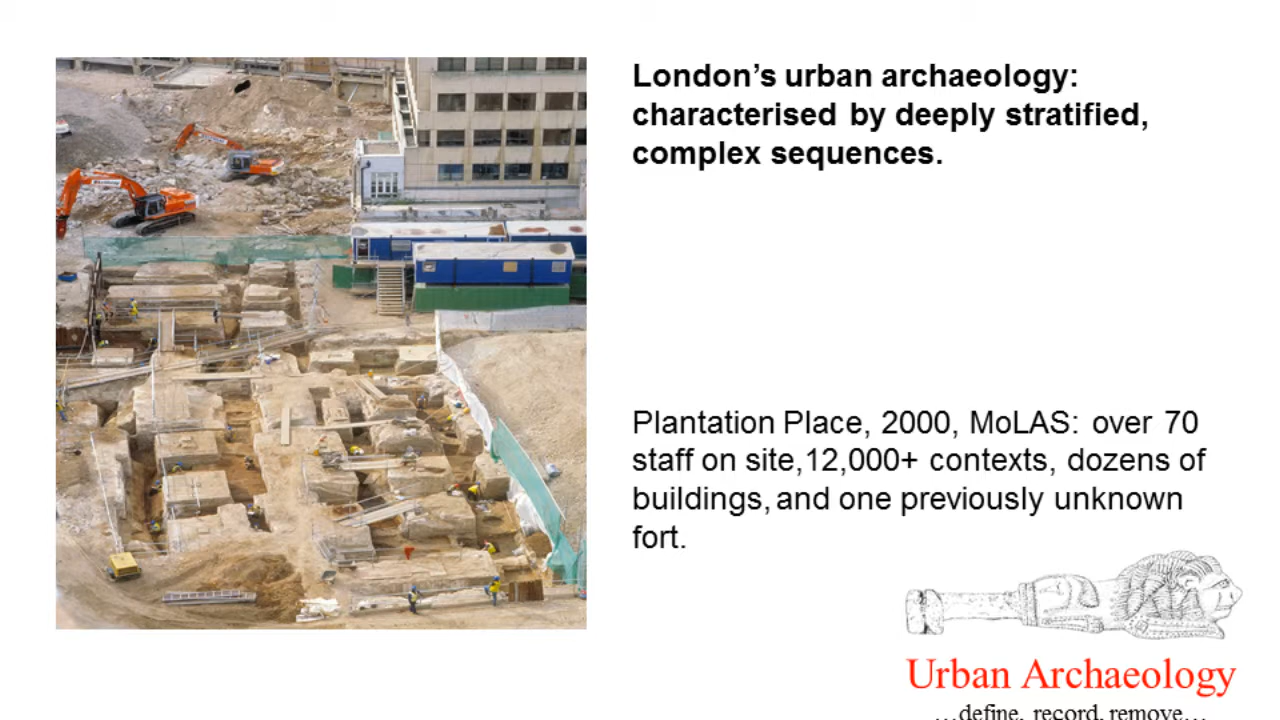 London’s urban archaeology:
characterised by deeply stratified,
complex sequences.
Plantation Place, 2000, MoLAS: over 70
staff on site,12,000+ contexts, dozens of
buildings, and one previously unknown
fort.
Urban Archaeology
…define, record, remove…